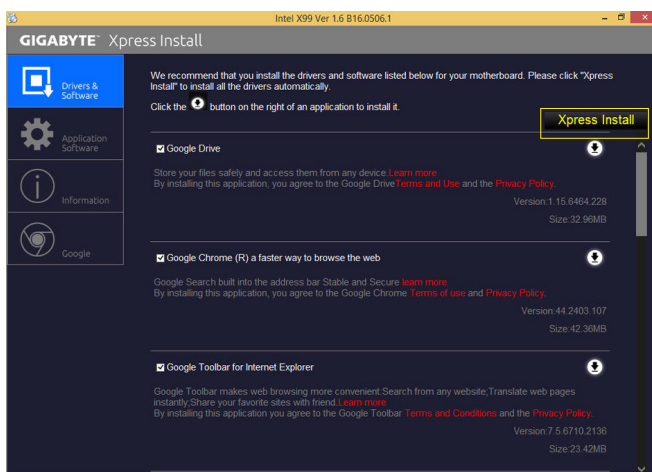 Intel X99 Ver 1.6 B16.0506.1
GIGABYTE™ Xpress Install
Drivers &
Software
Application
Software
Information
Google
We recommend that you install the drivers and software listed below for your motherboard. Please click "Xpress
Install" to install all the drivers automatically.
Click the button on the right of an application to install it.
Xpress Install
Google Drive
Store your files safely and access them from any device.Learn more
By installing this application, you agree to the Google DriveTerms and Use and the Privacy Policy.
Version:1.15.6464.228
Size:32.96MB
Google Chrome (R) a faster way to browse the web
Google Search built into the address bar Stable and Secure learn more
By installing this application, you agree to the Google Chrome Terms of use and Privacy Policy.
Version:44.2403.107
Size:42.36MB
Google Toolbar for Internet Explorer
Google Toolbar makes web browsing more convenient:Search from any website;Translate web pages
instantly;Share your favorite sites with friend.Learn more
By installing this application you agree to the Google Toolbar Terms and Conditions and the Privacy Policy.
Version:7.5.6710.2136
Size:23.42MB